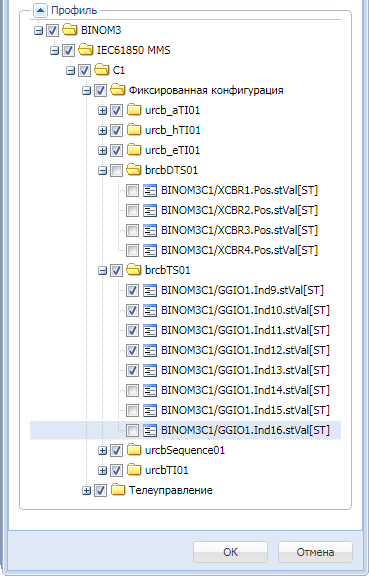 Профиль
BINOM3
IEC61850 MMS
C1
Фиксированная конфигурация
urcb_aTI01
urcb_hTI01
urcb_eTI01
brcbDTS01
BINOM3C1/XCBR1.Pos.stVal[ST]
BINOM3C1/XCBR2.Pos.stVal[ST]
BINOM3C1/XCBR3.Pos.stVal[ST]
BINOM3C1/XCBR4.Pos.stVal[ST]
brcbTS01
BINOM3C1/GGIO1.Ind9.stVal[ST]
BINOM3C1/GGIO1.Ind10.stVal[ST]
BINOM3C1/GGIO1.Ind11.stVal[ST]
BINOM3C1/GGIO1.Ind12.stVal[ST]
BINOM3C1/GGIO1.Ind13.stVal[ST]
BINOM3C1/GGIO1.Ind14.stVal[ST]
BINOM3C1/GGIO1.Ind15.stVal[ST]
BINOM3C1/GGIO1.Ind16.stVal[ST]
urcbSequence01
urcbTI01
Телеуправление
ОК Отмена